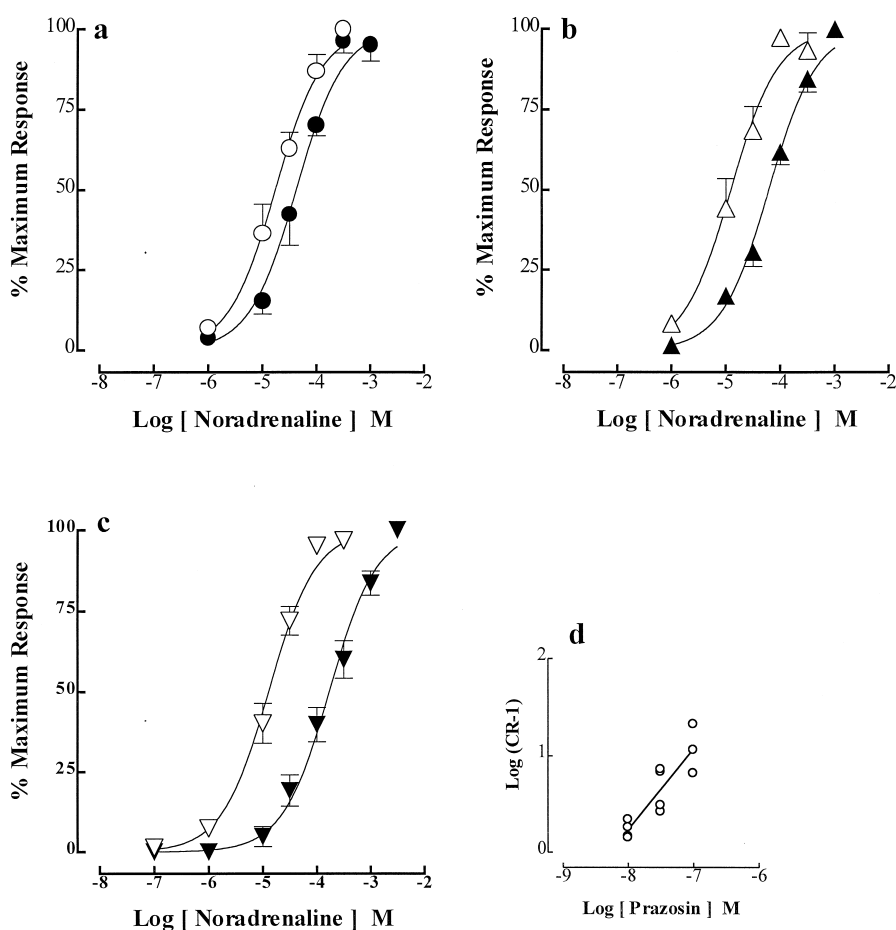 a
% Maximum Response
100
75
50
25
0
-8 -7 -6 -5 -4 -3 -2
Log [ Noradrenaline ] M
b
% Maximum Response
100
75
50
25
0
-8 -7 -6 -5 -4 -3 -2
Log [ Noradrenaline ] M
c
% Maximum Response
100
75
50
25
0
-8 -7 -6 -5 -4 -3 -2
Log [ Noradrenaline ] M
d
Log (CR-1)
2
1
0
-9 -8 -7 -6
Log [ Prazosin ] M